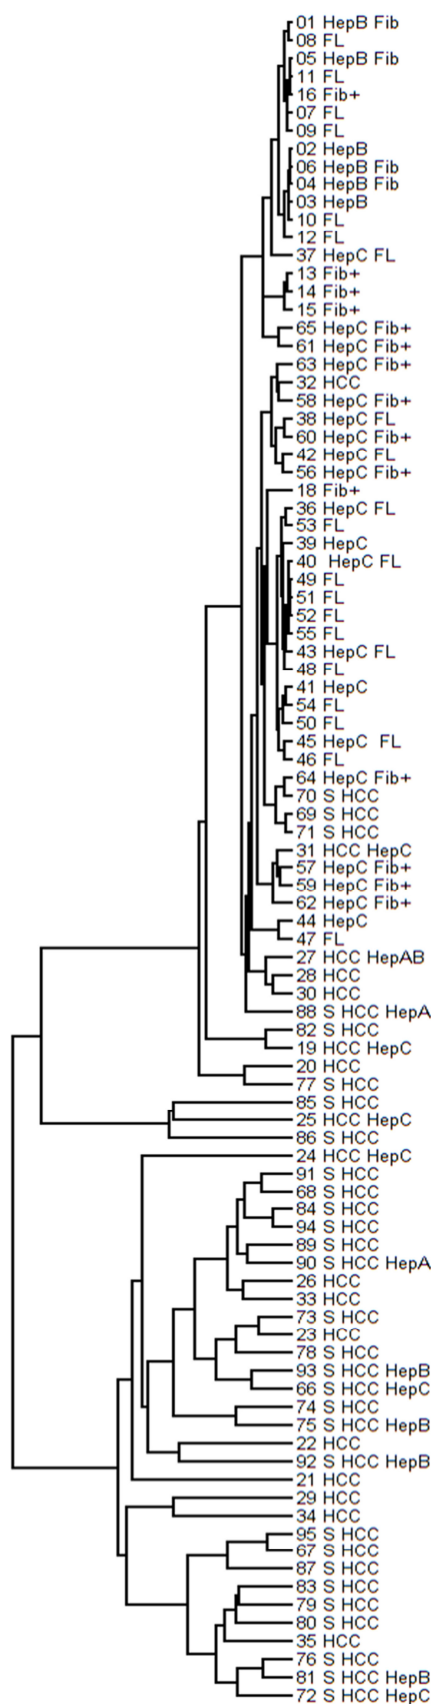 01 HepB Fib
08 FL
05 HepB Fib
11 FL
16 Fib+
07 FL
09 FL
02 HepB
06 HepB Fib
04 HepB Fib
03 HepB
10 FL
12 FL
37 HepC FL
13 Fib+
14 Fib+
15 Fib+
65 HepC Fib+
61 HepC Fib+
63 HepC Fib+
32 HCC
58 HepC Fib+
38 HepC FL
60 HepC Fib+
42 HepC FL
56 HepC Fib+
18 Fib+
36 HepC FL
53 FL
39 HepC
40 HepC FL
49 FL
51 FL
52 FL
55 FL
43 HepC FL
48 FL
41 HepC
54 FL
50 FL
45 HepC FL
46 FL
64 HepC Fib+
70 S HCC
69 S HCC
71 S HCC
31 HCC HepC
57 HepC Fib+
59 HepC Fib+
62 HepC Fib+
44 HepC
47 FL
27 HCC HepAB
28 HCC
30 HCC
88 S HCC HepA
82 S HCC
19 HCC HepC
20 HCC
77 S HCC
85 S HCC
25 HCC HepC
86 S HCC
24 HCC HepC
91 S HCC
68 S HCC
84 S HCC
94 S HCC
89 S HCC
90 S HCC HepA
26 HCC
33 HCC
73 S HCC
23 HCC
78 S HCC
93 S HCC HepB
66 S HCC HepC
74 S HCC
75 S HCC HepB
22 HCC
92 S HCC HepB
21 HCC
29 HCC
34 HCC
95 S HCC
67 S HCC
87 S HCC
83 S HCC
79 S HCC
80 S HCC
35 HCC
76 S HCC
81 S HCC HepB
72 S HCC HepC